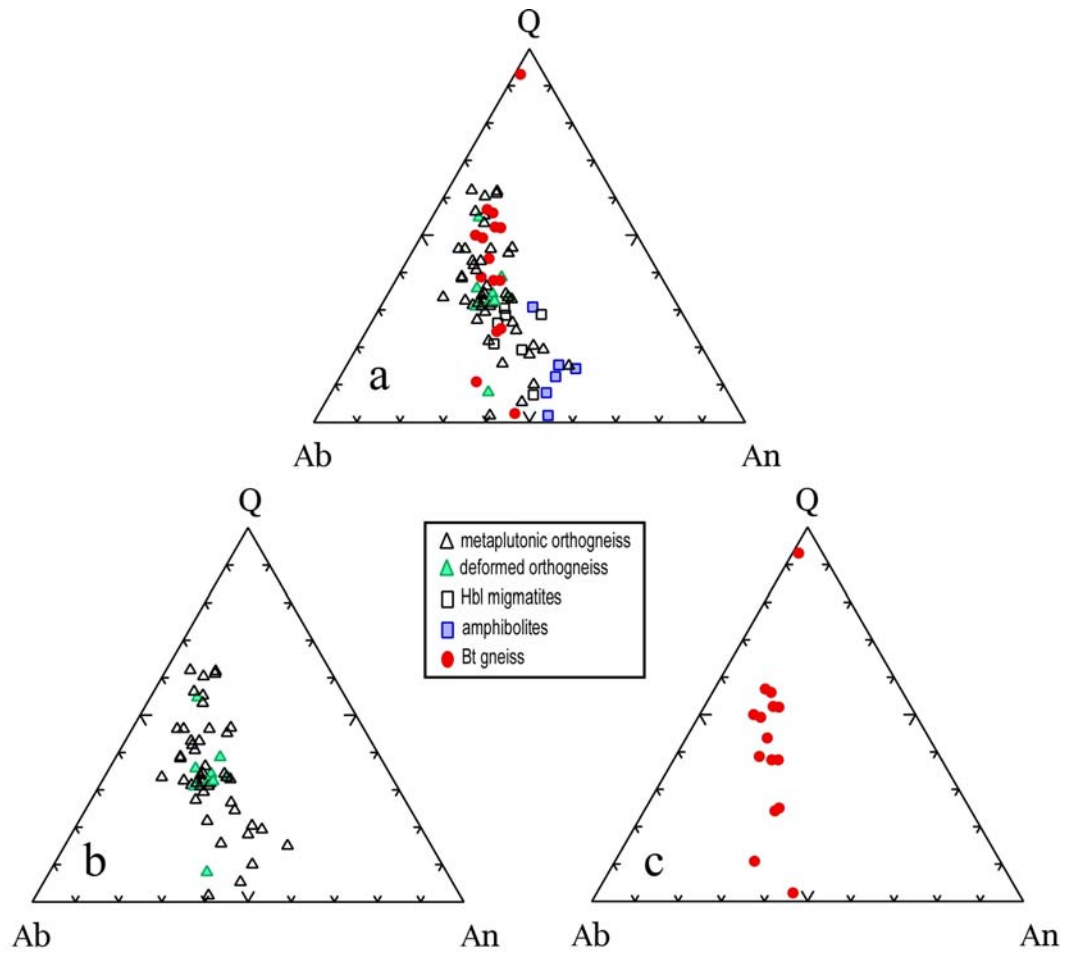 Q
a
Ab
An
Q
Q
metaplutonic orthogneiss
deformed orthogneiss
Hbl migmatites
amphibolites
Bt gneiss
b
c
Ab
An
Ab
An